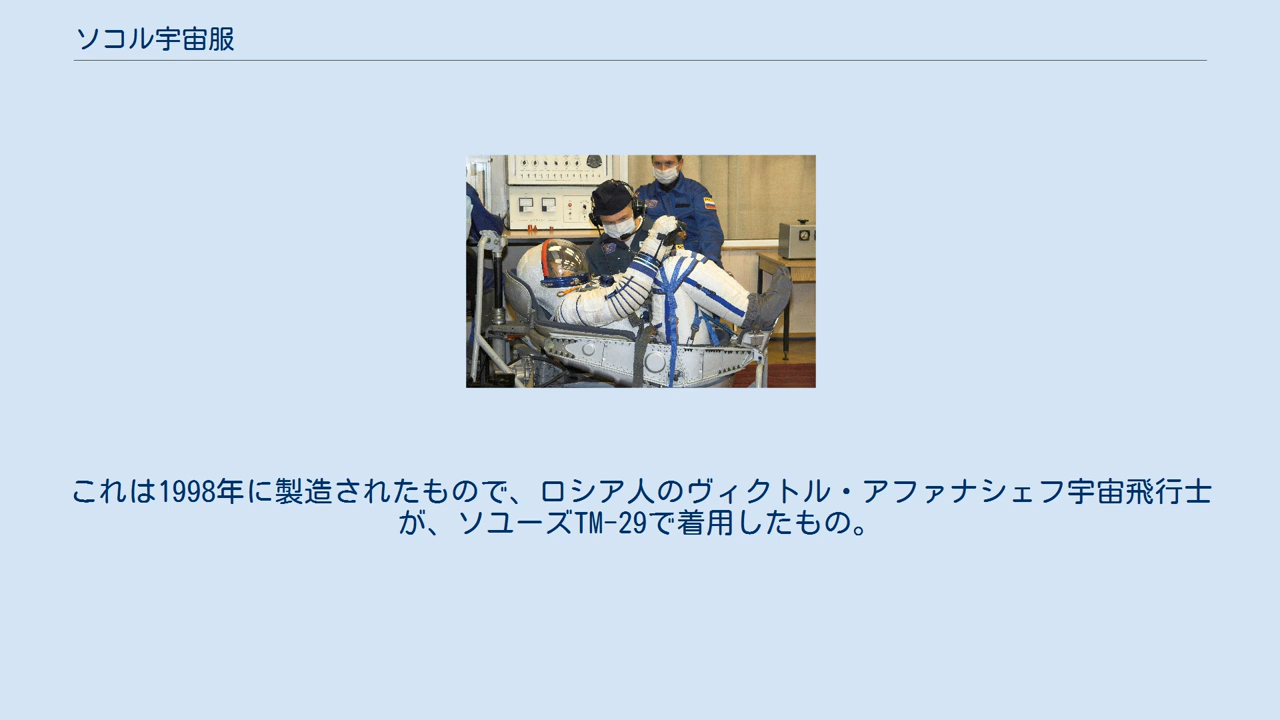 ソコル宇宙服
これは1998年に製造されたもので、ロシア人のヴィクトル・アファナシェフ宇宙飛行士
が、ソユーズTM-29で着用したもの。